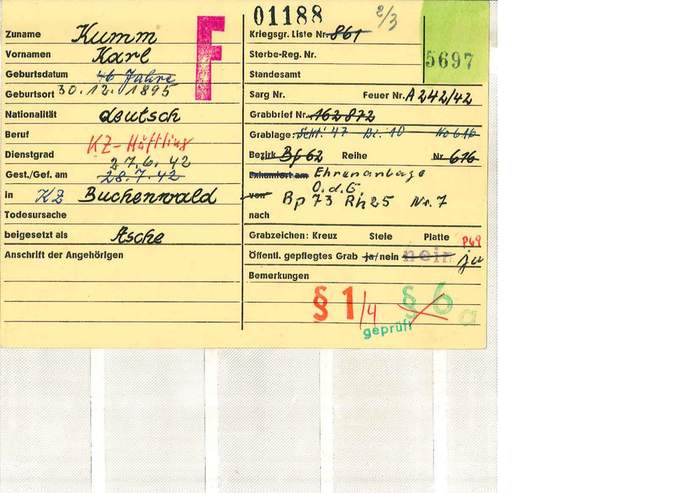 01188
2/3
F
5697
Zuname Kumm
Vornamen Karl
Geburtsdatum 46 Jahre
Geburtsort 30.12.1895
Nationalität deutsch
Beruf KZ-Häftling
Dienstgrad 27.6.42
Gest./Gef. am 28.7.42
in KZ Buchenwald
Todesursache
beigesetzt als Asche
Anschrift der Angehörigen
Kriegsgr. Liste Nr. 861
Sterbe-Reg. Nr.
Standesamt
Sarg Nr. Feuer Nr. A 242/42
Grabbrief Nr. 162872
Grablage: 47 10 No 616
Bezirk Bf 62 Reihe Nr. 616
Exhumiert am Ehrenanlage
O.d.F.
von Bp 73 Rh 25 Nr. 7
nach
Grabzeichen: Kreuz Stele Platte P69
Öffentl. gepflegtes Grab ja/nein nein ja
Bemerkungen
§ 1/4 § 6 a
geprüft